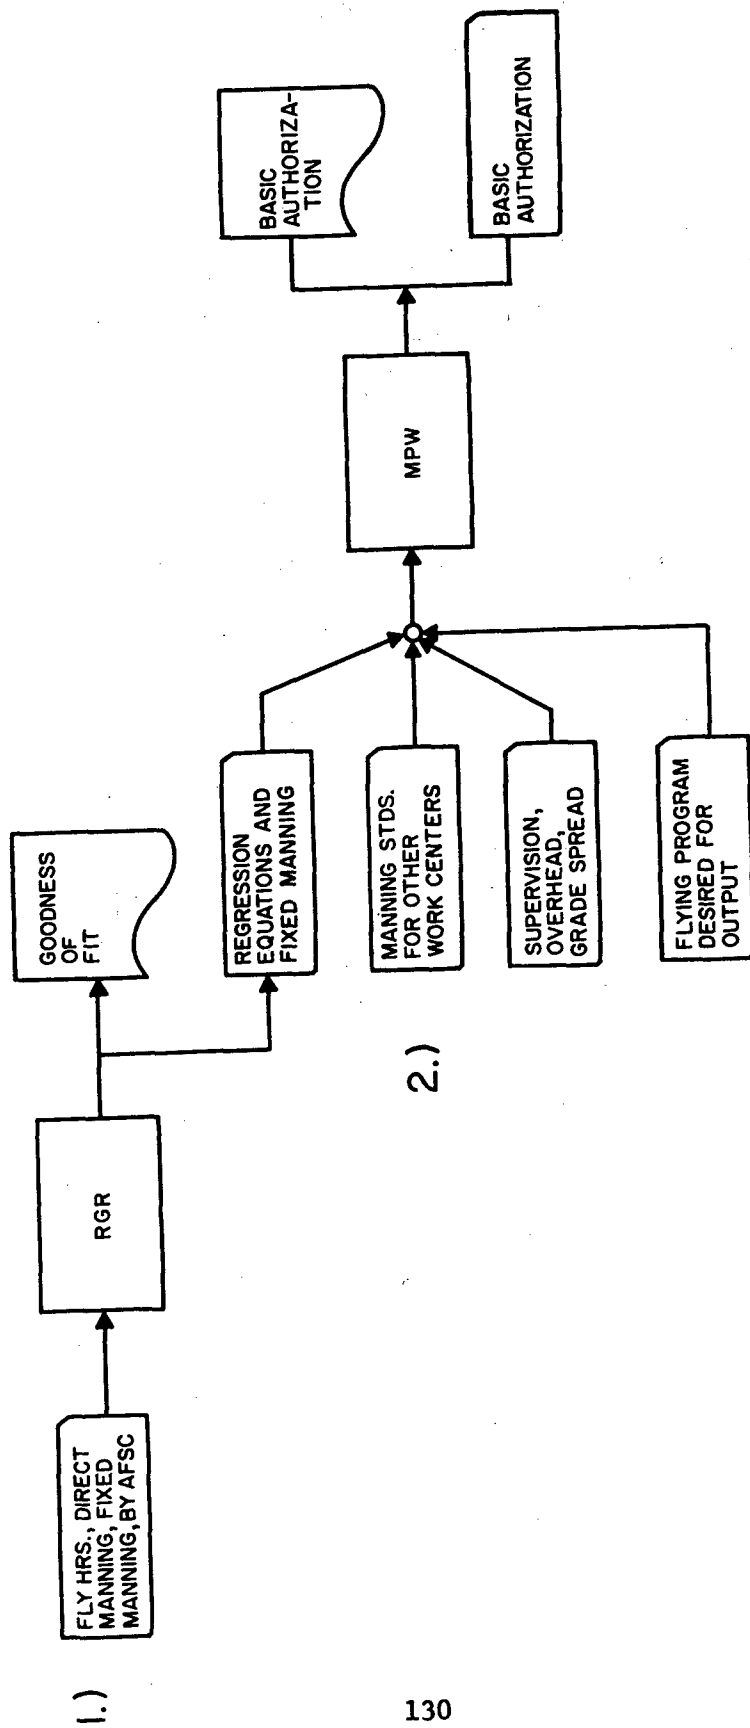 1.)
FLY HRS., DIRECT
MANNING, FIXED
MANNING, BY AFSC
RGR
GOODNESS
OF
FIT
REGRESSION
EQUATIONS AND
FIXED MANNING
2.)
MANNING STDS.
FOR OTHER
WORK CENTERS
SUPERVISION,
OVERHEAD,
GRADE SPREAD
FLYING PROGRAM
DESIRED FOR
OUTPUT
MPW
BASIC
AUTHORIZA-
TION
BASIC
AUTHORIZATION
130